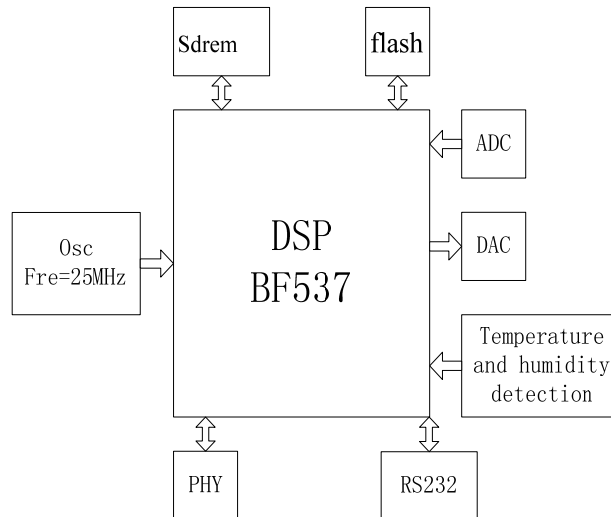 Sdrem
flash
ADC
DSP
BF537
DAC
Osc
Fre=25MHz
Temperature
and humidity
detection
PHY
RS232